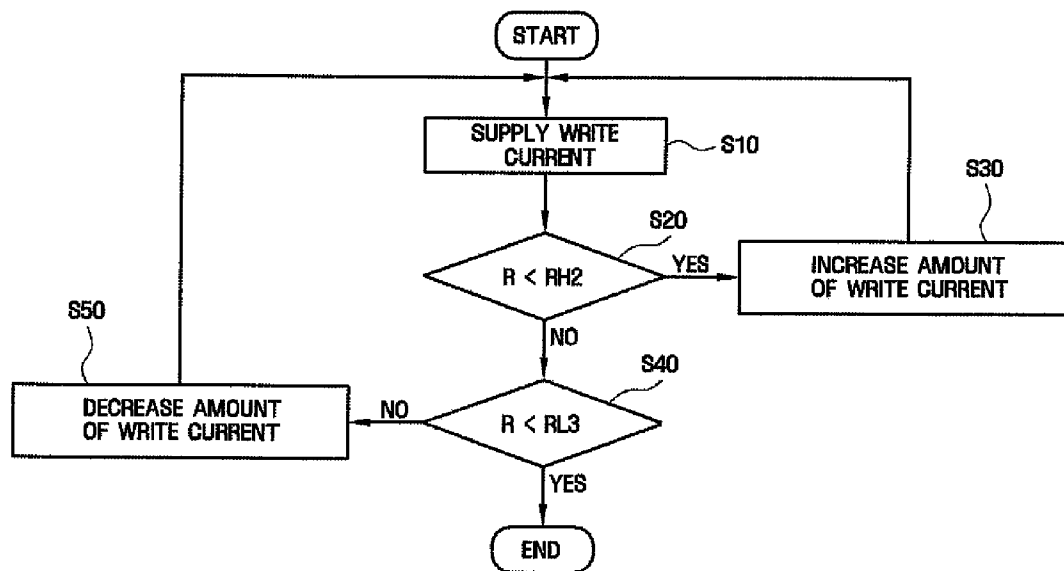 START
SUPPLY WRITE
CURRENT
S10
S20
R < RH2
YES
S30
INCREASE AMOUNT
OF WRITE CURRENT
NO
S40
R < RL3
NO
S50
DECREASE AMOUNT
OF WRITE CURRENT
YES
END